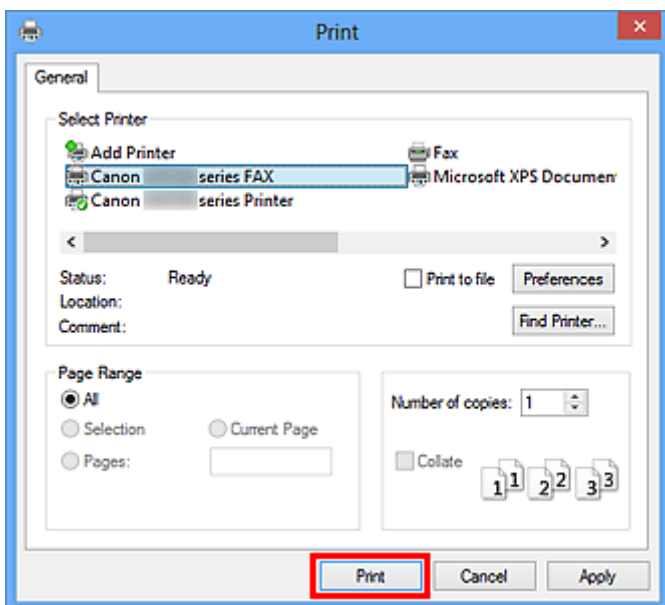 Print
General
Select Printer
Add Printer
Fax
Canon series FAX
Microsoft XPS Documen
Canon series Printer
Status: Ready
Print to file
Preferences
Location:
Comment:
Find Printer...
Page Range
All
Selection
Current Page
Pages:
Number of copies: 1
Collate
1 1 2 2 3 3
Print
Cancel
Apply